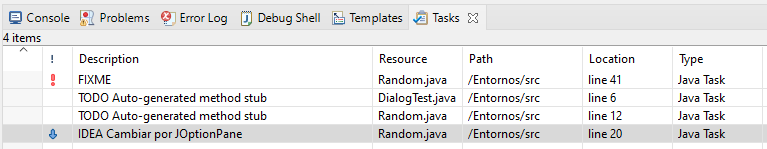 Console Problems Error Log Debug Shell Templates Tasks
4 items
! Description Resource Path Location Type
FIXME Random.java /Entornos/src line 41 Java Task
TODO Auto-generated method stub DialogTest.java /Entornos/src line 6 Java Task
TODO Auto-generated method stub Random.java /Entornos/src line 12 Java Task
IDEA Cambiar por JOptionPane Random.java /Entornos/src line 20 Java Task